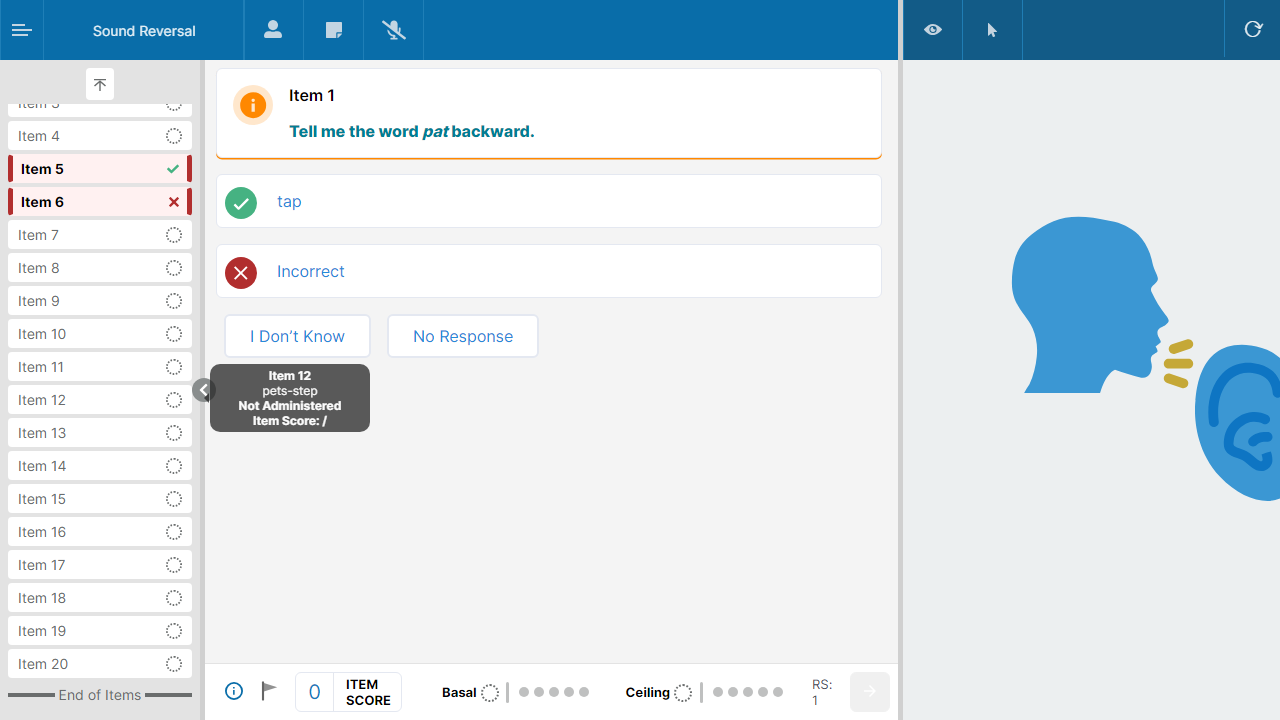 Sound Reversal
Item 3
Item 4
Item 5
Item 6
Item 7
Item 8
Item 9
Item 10
Item 11
Item 12
Item 13
Item 14
Item 15
Item 16
Item 17
Item 18
Item 19
Item 20
End of Items
Item 1
Tell me the word pat backward.
tap
Incorrect
I Don’t Know
No Response
Item 12
pets-step
Not Administered
Item Score: /
0
ITEM
SCORE
Basal
Ceiling
RS:
1